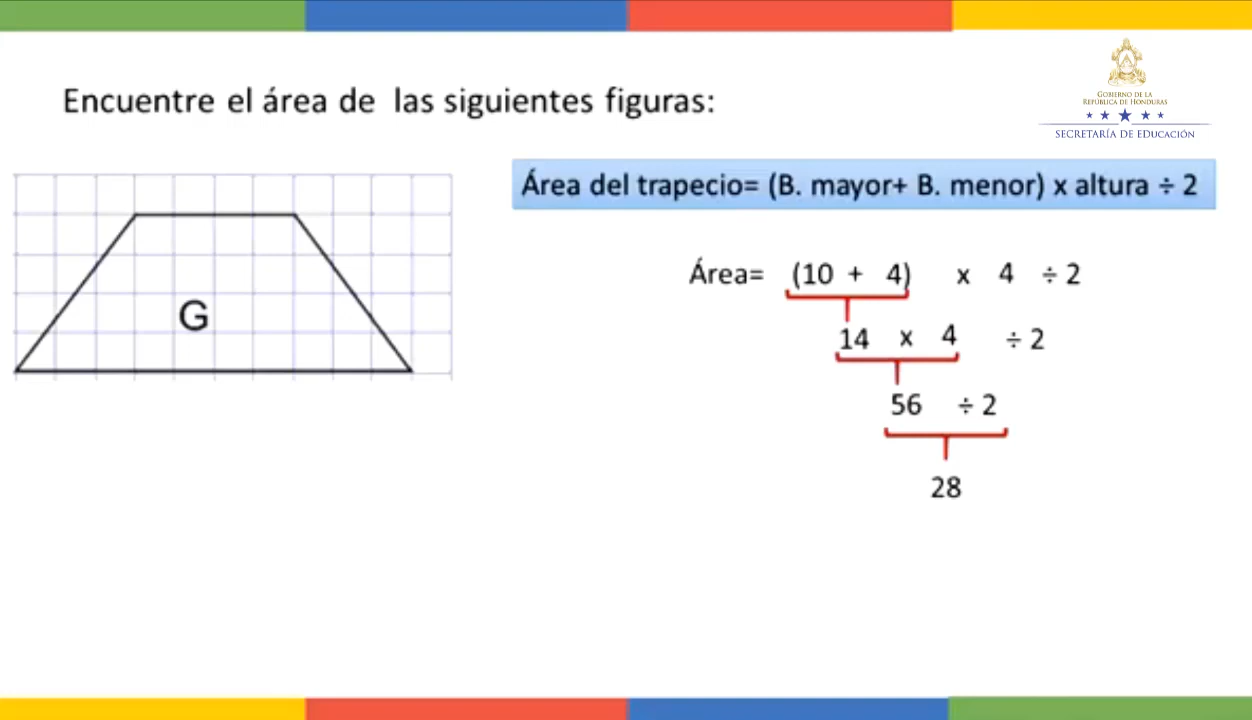 GOBIERNO DE LA
REPÚBLICA DE HONDURAS
SECRETARÍA DE EDUCACIÓN
Encuentre el área de las siguientes figuras:
Área del trapecio= (B. mayor+ B. menor) x altura ÷ 2
G
Área= (10 + 4) x 4 ÷ 2
14 x 4 ÷ 2
56 ÷ 2
28